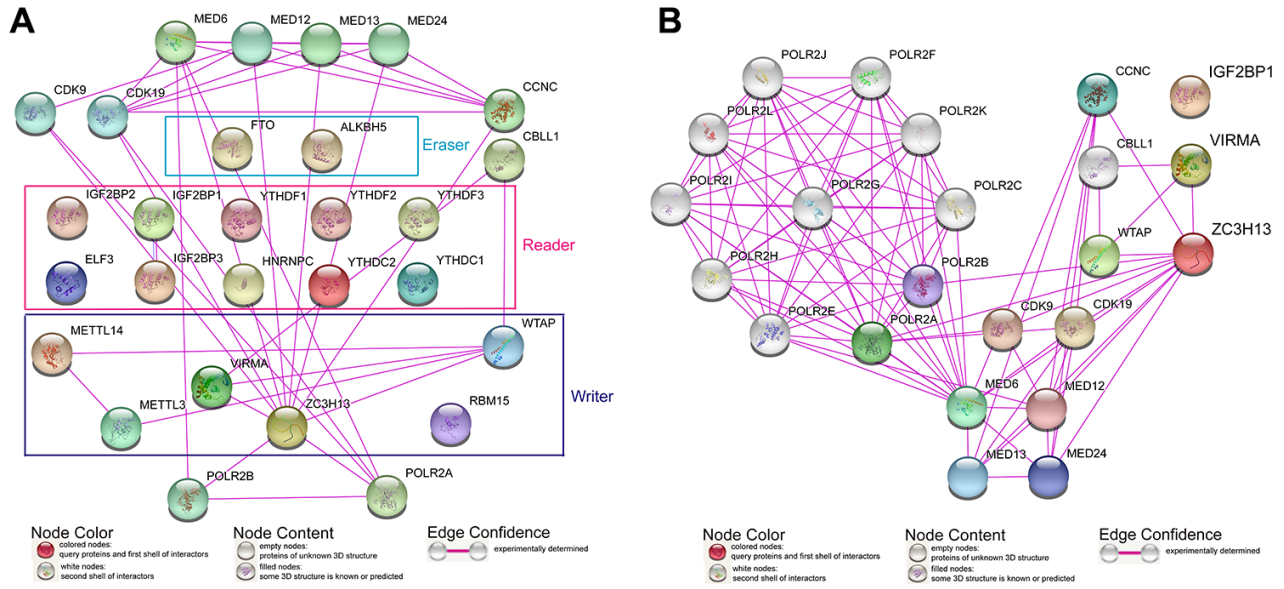 A
MED6
MED12
MED13
MED24
CDK9
CDK19
CCNC
FTO
ALKBH5
Eraser
CBLL1
IGF2BP2
IGF2BP1
YTHDF1
YTHDF2
YTHDF3
Reader
ELF3
IGF2BP3
HNRNPC
YTHDC2
YTHDC1
METTL14
WTAP
VIRMA
Writer
METTL3
ZC3H13
RBM15
POLR2B
POLR2A
Node Color
colored nodes:
query proteins and first shell of interactors
white nodes:
second shell of interactors
Node Content
empty nodes:
proteins of unknown 3D structure
filled nodes:
some 3D structure is known or predicted
Edge Confidence
experimentally determined
B
POLR2J
POLR2F
CCNC
IGF2BP1
POLR2L
POLR2K
CBLL1
VIRMA
POLR2I
POLR2G
POLR2C
WTAP
ZC3H13
POLR2H
POLR2B
POLR2E
POLR2A
CDK9
CDK19
MED6
MED12
MED13
MED24
Node Color
colored nodes:
query proteins and first shell of interactors
white nodes:
second shell of interactors
Node Content
empty nodes:
proteins of unknown 3D structure
filled nodes:
some 3D structure is known or predicted
Edge Confidence
experimentally determined